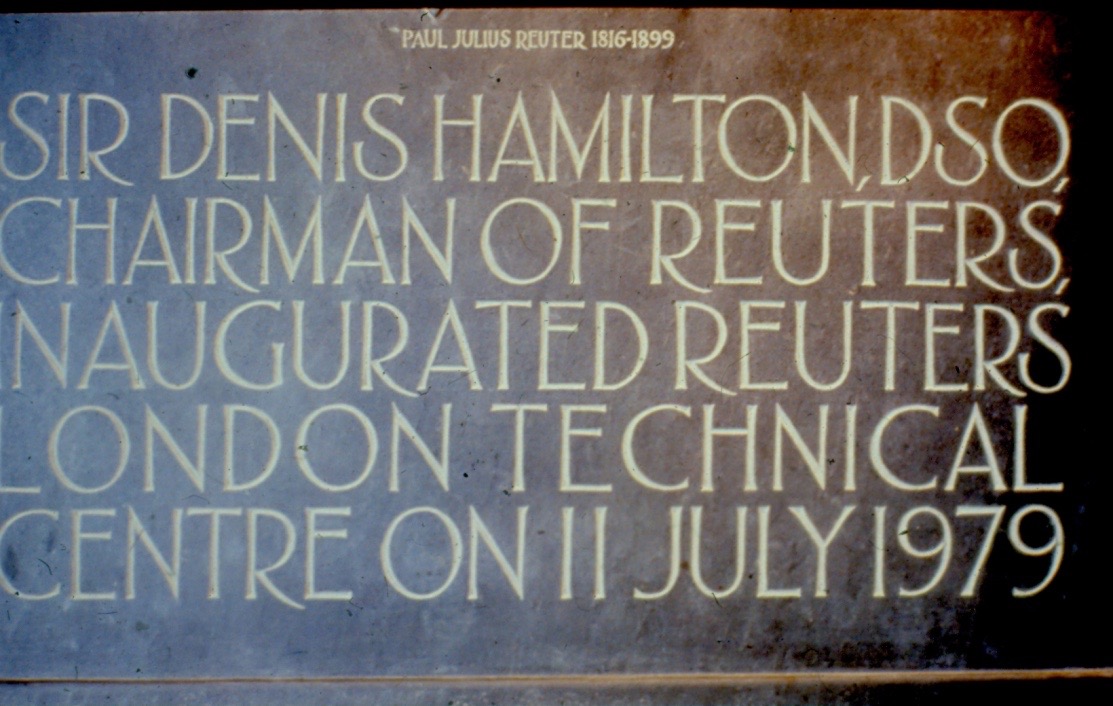 PAUL JULIUS REUTER 1816-1899
SIR DENIS HAMILTON, DSO,
CHAIRMAN OF REUTERS,
INAUGURATED REUTERS
LONDON TECHNICAL
CENTRE ON 11 JULY 1979